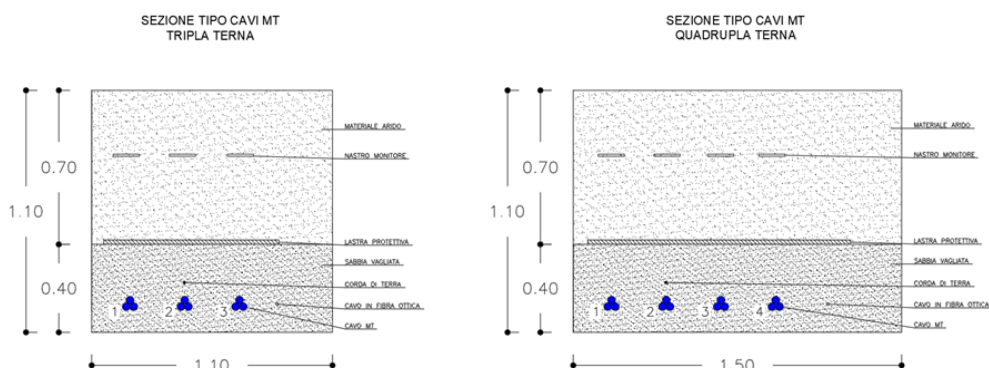 SEZIONE TIPO CAVI MT
TRIPLA TERNA
1.10
0.70
0.40
MATERIALE ARIDO
NASTRO MONITORE
LASTRA PROTETTIVA
SABBIA VAGLIATA
CORDA DI TERRA
CAVO IN FIBRA OTTICA
CAVO MT
1 2 3
1.10
SEZIONE TIPO CAVI MT
QUADRUPLA TERNA
1.10
0.70
0.40
MATERIALE ARIDO
NASTRO MONITORE
LASTRA PROTETTIVA
SABBIA VAGLIATA
CORDA DI TERRA
CAVO IN FIBRA OTTICA
CAVO MT
1 2 3 4
1.50